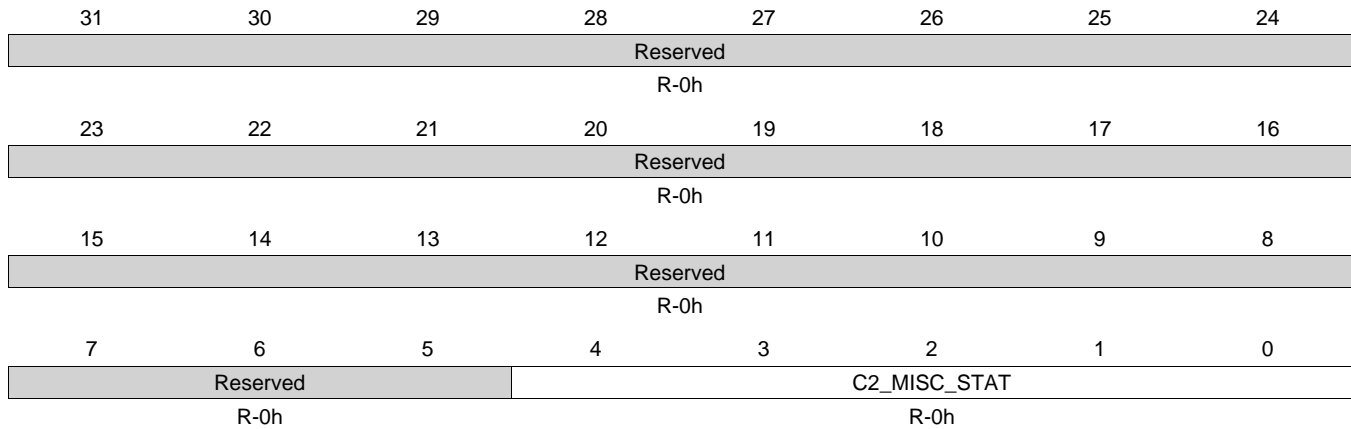 31 30 29 28 27 26 25 24
Reserved
R-0h
23 22 21 20 19 18 17 16
Reserved
R-0h
15 14 13 12 11 10 9 8
Reserved
R-0h
7 6 5 4 3 2 1 0
Reserved C2_MISC_STAT
R-0h R-0h